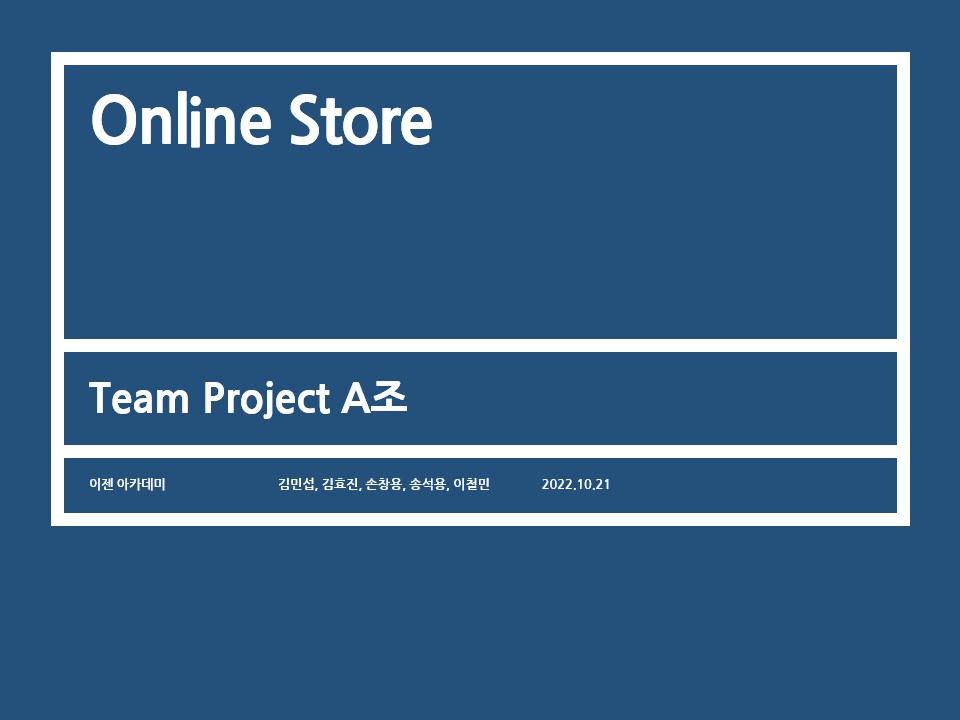 Online Store
Team Project A조
이젠 아카데미 김민섭, 김효진, 손창용, 송석용, 이철민 2022.10.21